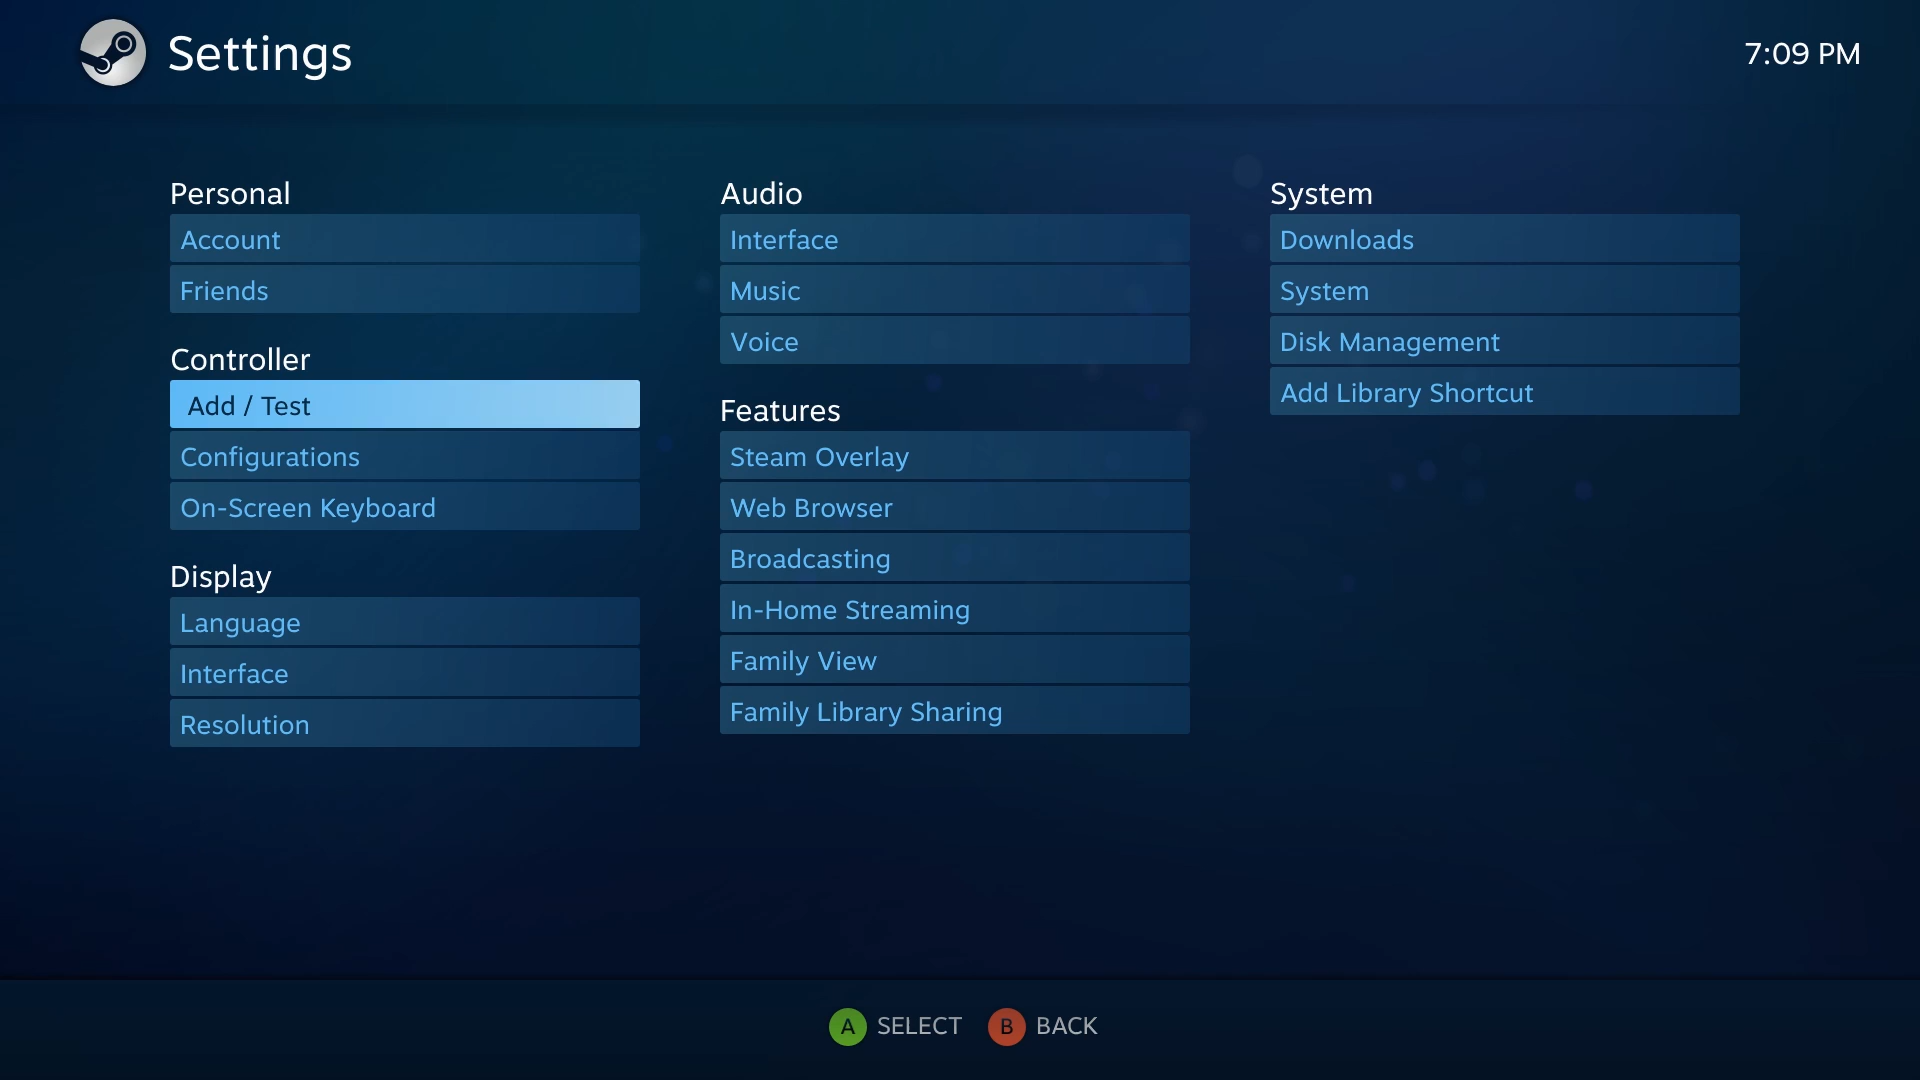 Settings
7:09 PM
Personal
Account
Friends
Controller
Add / Test
Configurations
On-Screen Keyboard
Display
Language
Interface
Resolution
Audio
Interface
Music
Voice
Features
Steam Overlay
Web Browser
Broadcasting
In-Home Streaming
Family View
Family Library Sharing
System
Downloads
System
Disk Management
Add Library Shortcut
A SELECT B BACK